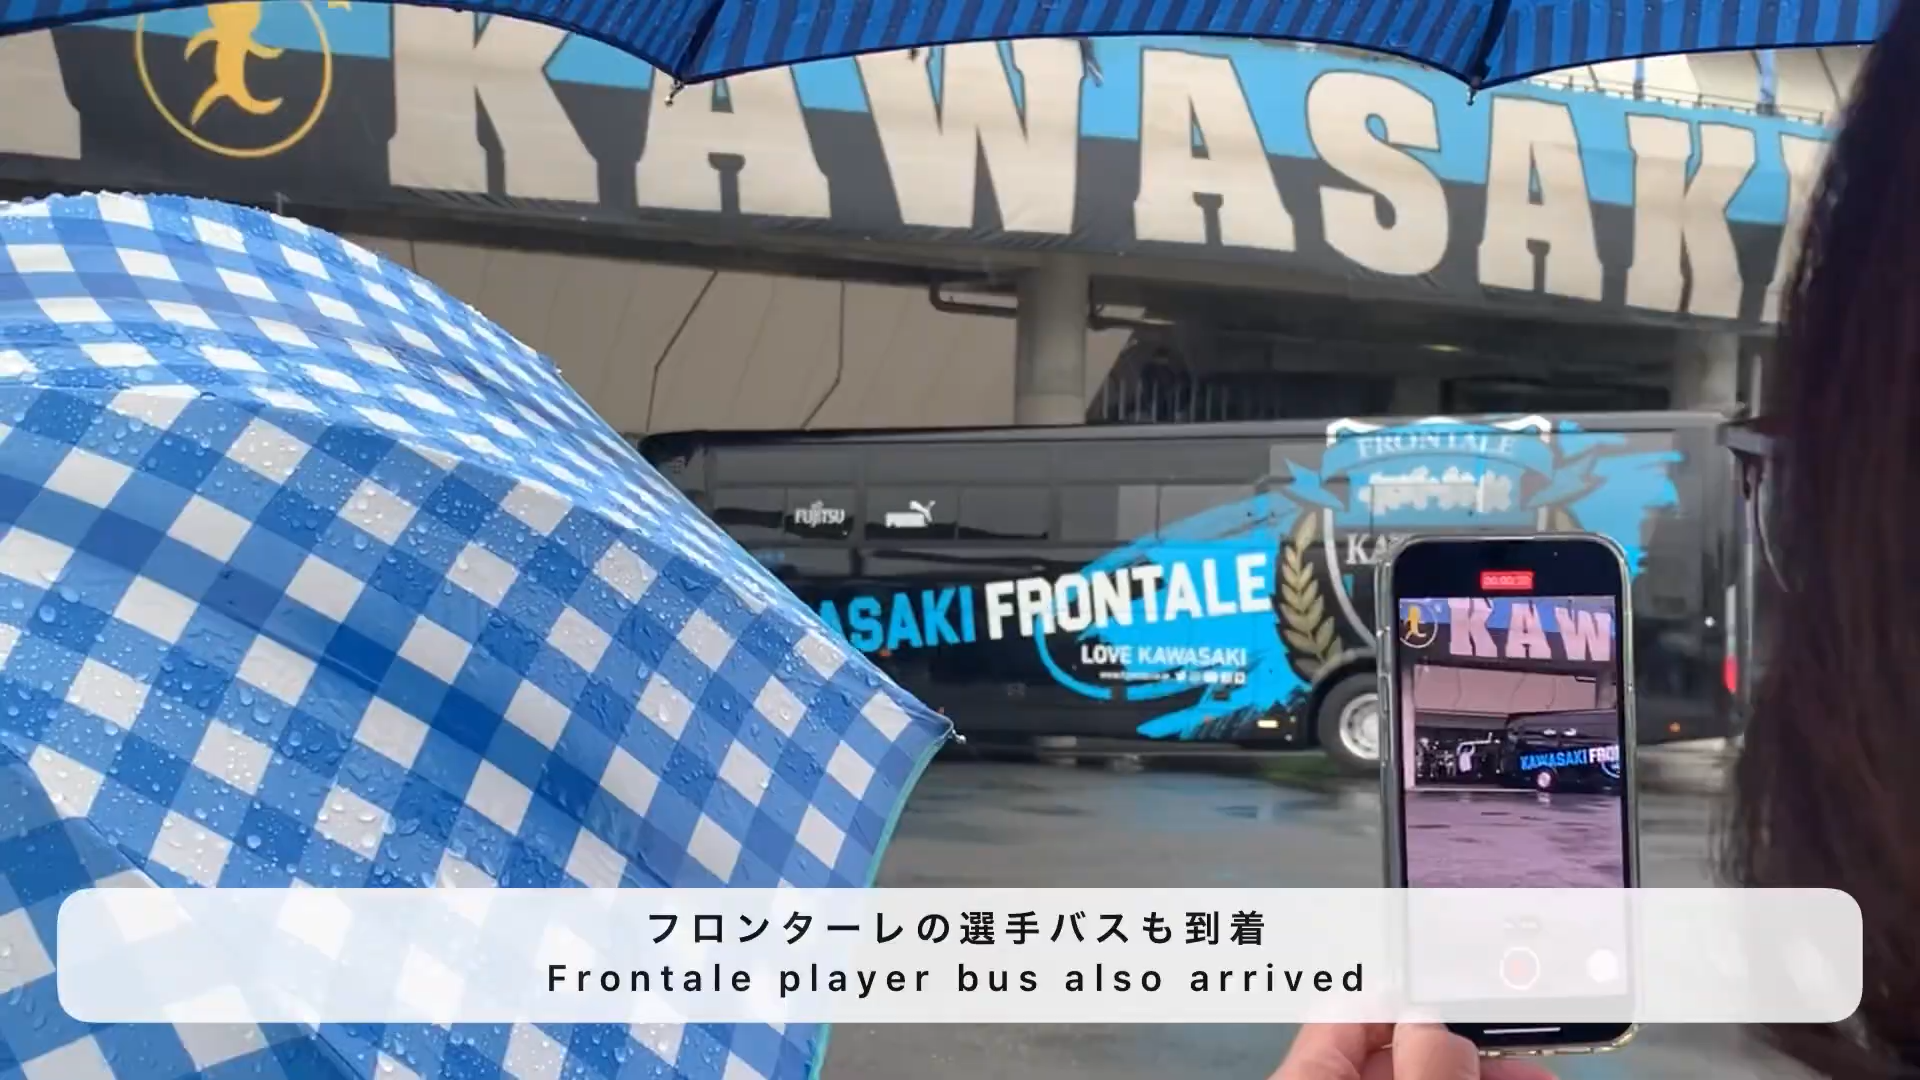 KAWASAKI
FUJITSU
PUMA
FRONTALE
ASAKI FRONTALE
LOVE KAWASAKI
KAW
KAWASAKI FRO
フロンターレの選手バスも到着
Frontale player bus also arrived